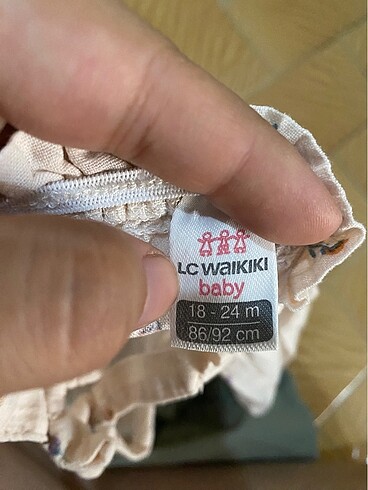 LC WAIKIKI
baby
18 - 24 m
86/92 cm